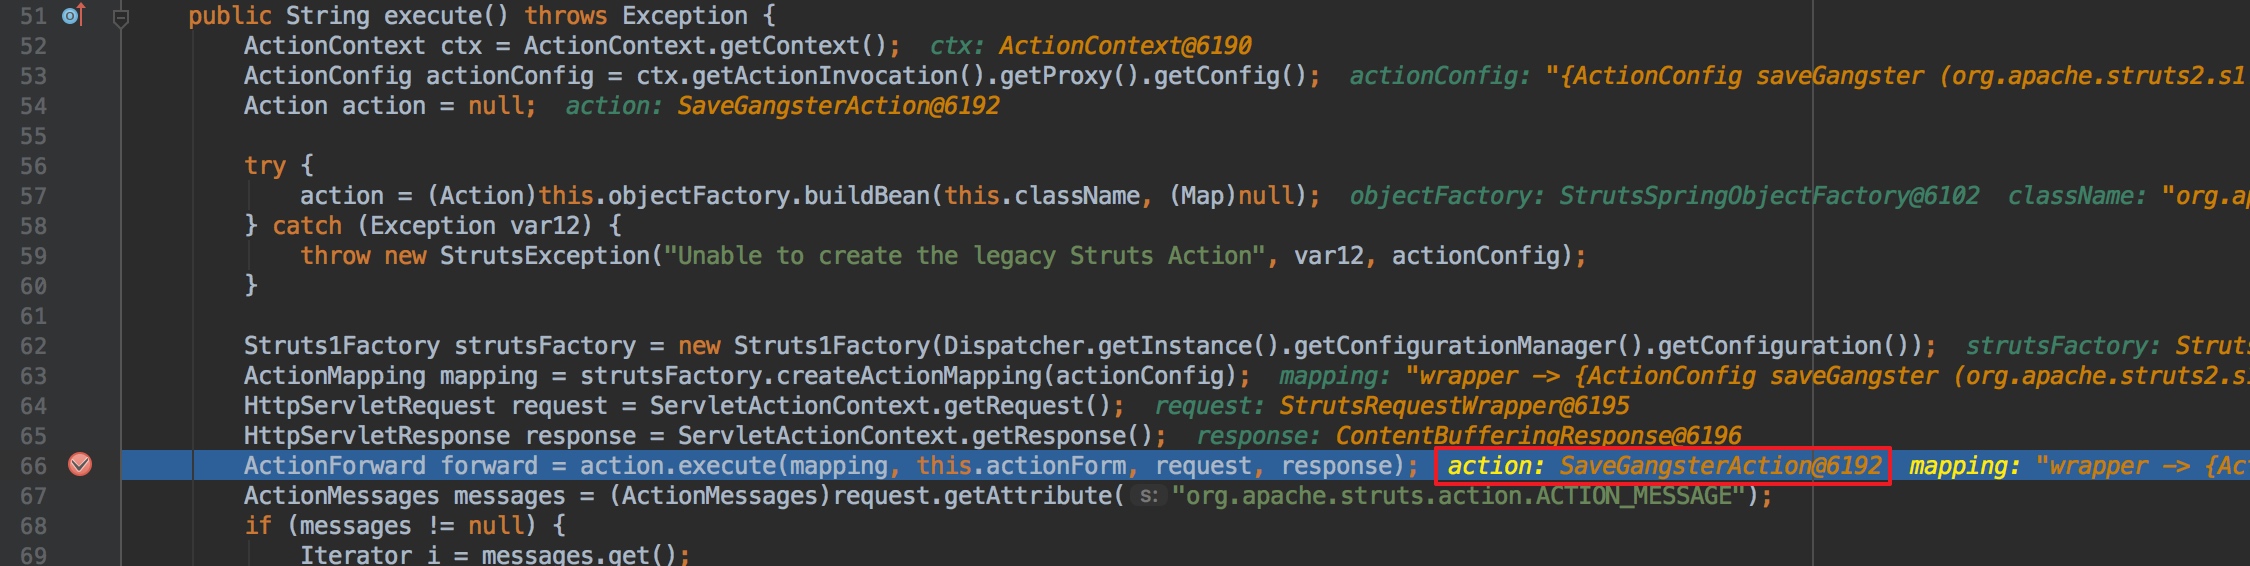 51 public String execute() throws Exception {
52 ActionContext ctx = ActionContext.getContext(); ctx: ActionContext@6190
53 ActionConfig actionConfig = ctx.getActionInvocation().getProxy().getConfig(); actionConfig: "{ActionConfig saveGangster (org.apache.struts2.s1
54 Action action = null; action: SaveGangsterAction@6192
55
56 try {
57 action = (Action)this.objectFactory.buildBean(this.className, (Map)null); objectFactory: StrutsSpringObjectFactory@6102 className: "org.ap
58 } catch (Exception var12) {
59 throw new StrutsException("Unable to create the legacy Struts Action", var12, actionConfig);
60 }
61
62 Struts1Factory strutsFactory = new Struts1Factory(Dispatcher.getInstance().getConfigurationManager().getConfiguration()); strutsFactory: Struts
63 ActionMapping mapping = strutsFactory.createActionMapping(actionConfig); mapping: "wrapper -> {ActionConfig saveGangster (org.apache.struts2.s1
64 HttpServletRequest request = ServletActionContext.getRequest(); request: StrutsRequestWrapper@6195
65 HttpServletResponse response = ServletActionContext.getResponse(); response: ContentBufferingResponse@6196
66 ActionForward forward = action.execute(mapping, this.actionForm, request, response); action: SaveGangsterAction@6192 mapping: "wrapper -> {Act
67 ActionMessages messages = (ActionMessages)request.getAttribute( s: "org.apache.struts.action.ACTION_MESSAGE");
68 if (messages != null) {
69 Iterator i = messages.get();